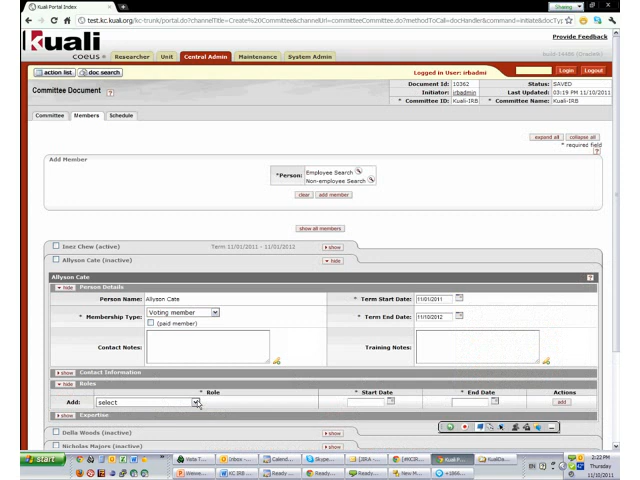 Kuali Portal Index
Sharing
test.kc.kuali.org/kc-trunk/portal.do?channelTitle=Create%20Committee&channelUrl=committeeCommittee.do?methodToCall=docHandler&command=initiate&docTy
kuali
coeus
Researcher Unit Central Admin Maintenance System Admin
Provide Feedback
action list doc search
Logged in User: irbadmi
Login Logout
Committee Document
Document Id: 10362 Status: SAVED
Initiator: irbadmin Last Updated: 03:19 PM 11/10/2011
* Committee ID: Kuali-IRB * Committee Name: Kuali-IRB
Committee Members Schedule
expand all collapse all
* required field
Add Member
*Person: Employee Search
Non-employee Search
clear add member
show all members
Inez Chew (active) Term 11/01/2011 - 11/01/2012 show
Allyson Cate (inactive) hide
Allyson Cate
hide Person Details
Person Name: Allyson Cate * Term Start Date: 11/01/2011
* Membership Type: Voting member * Term End Date: 11/10/2012
(paid member)
Contact Notes: Training Notes:
show Contact Information
hide Roles
* Role * Start Date * End Date Actions
Add: select add
show Expertise
Della Woods (inactive)
Nicholas Majors (inactive)
start
Inbox - Calend... Skype... [JIRA -... Kuali P... KualiDa...
KC IRB Ready... Ready... Ready... New M... +1866...
2:22 PM
Thursday
11/10/2011